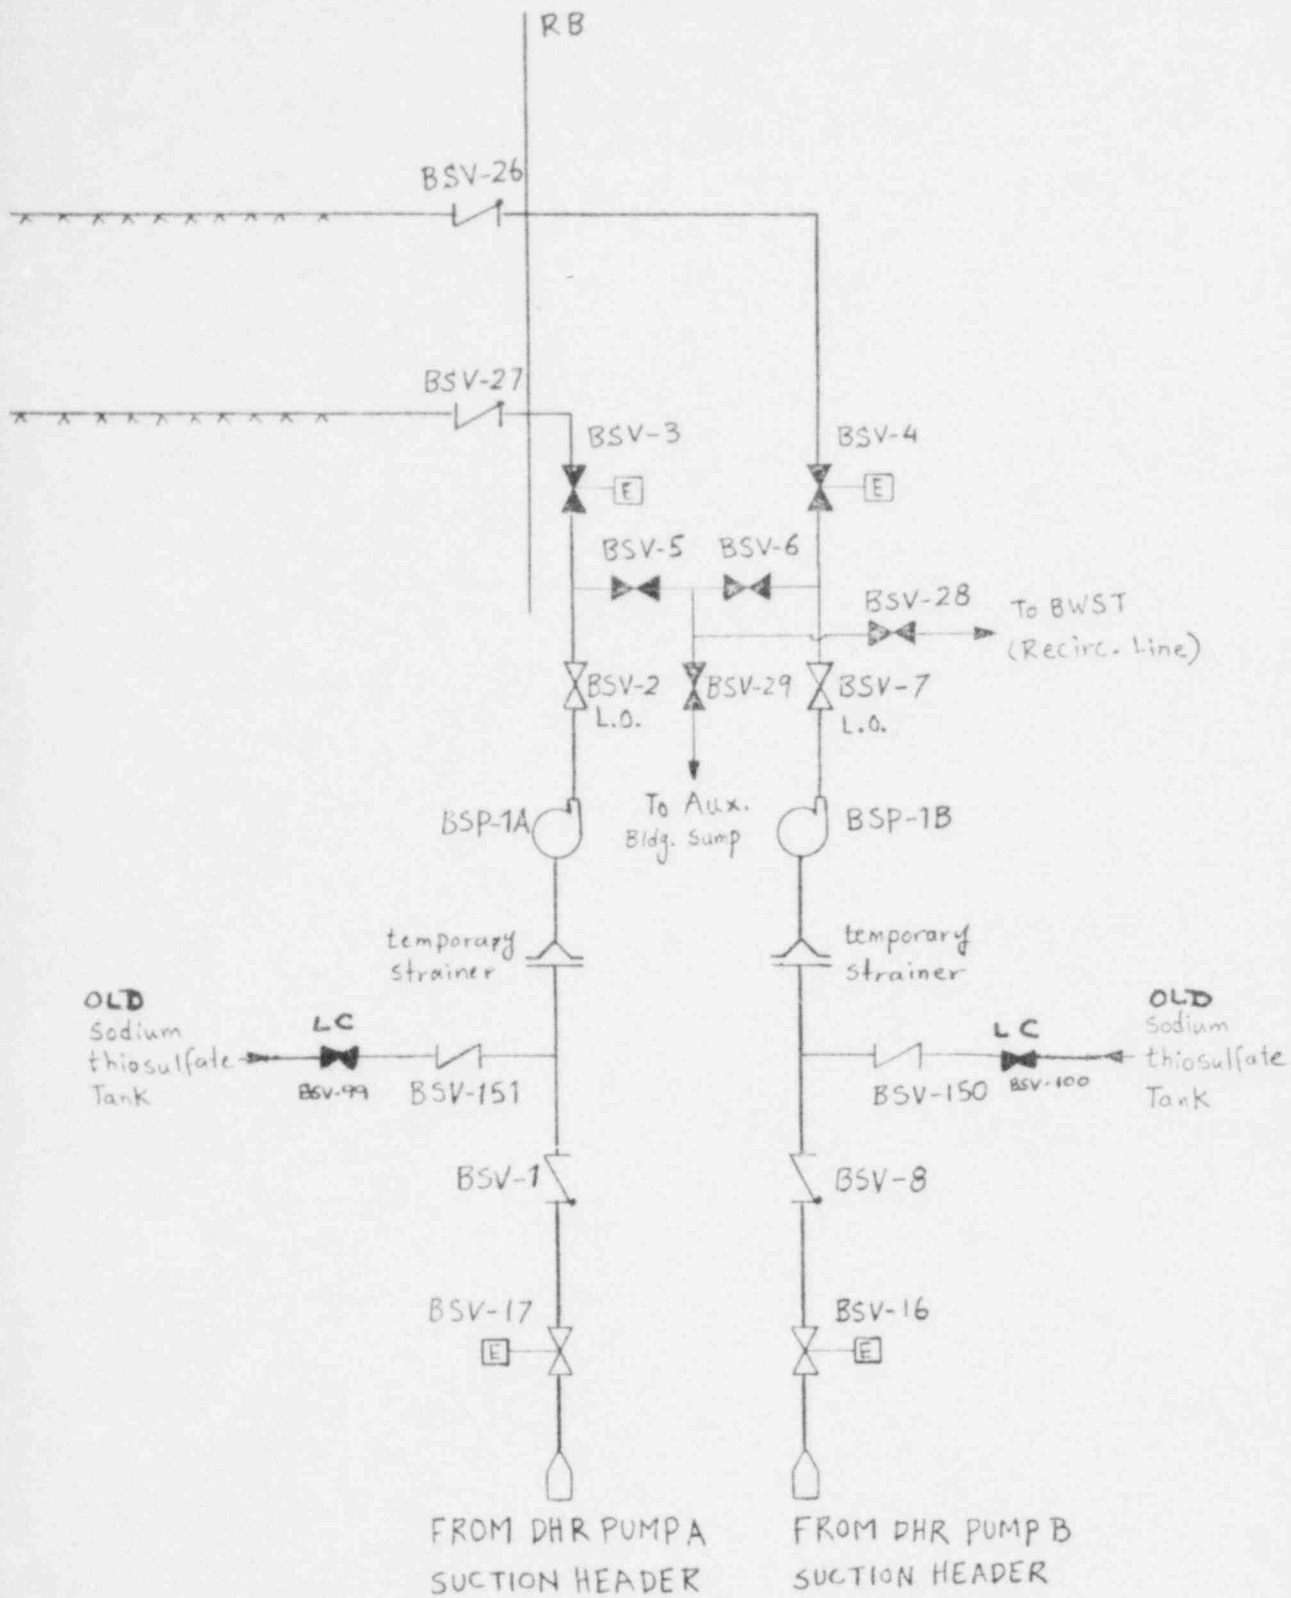 RB
BSV-26
BSV-27
BSV-3
BSV-4
E
E
BSV-5
BSV-6
BSV-28
To BWST
(Recirc. Line)
BSV-2
L.O.
BSV-29
BSV-7
L.O.
To Aux.
Bldg. Sump
BSP-1A
BSP-1B
temporary
strainer
temporary
strainer
OLD
Sodium
thiosulfate
Tank
LC
BSV-99
BSV-151
BSV-150
LC
BSV-100
OLD
Sodium
thiosulfate
Tank
BSV-1
BSV-8
BSV-17
E
BSV-16
E
FROM DHR PUMP A
SUCTION HEADER
FROM DHR PUMP B
SUCTION HEADER